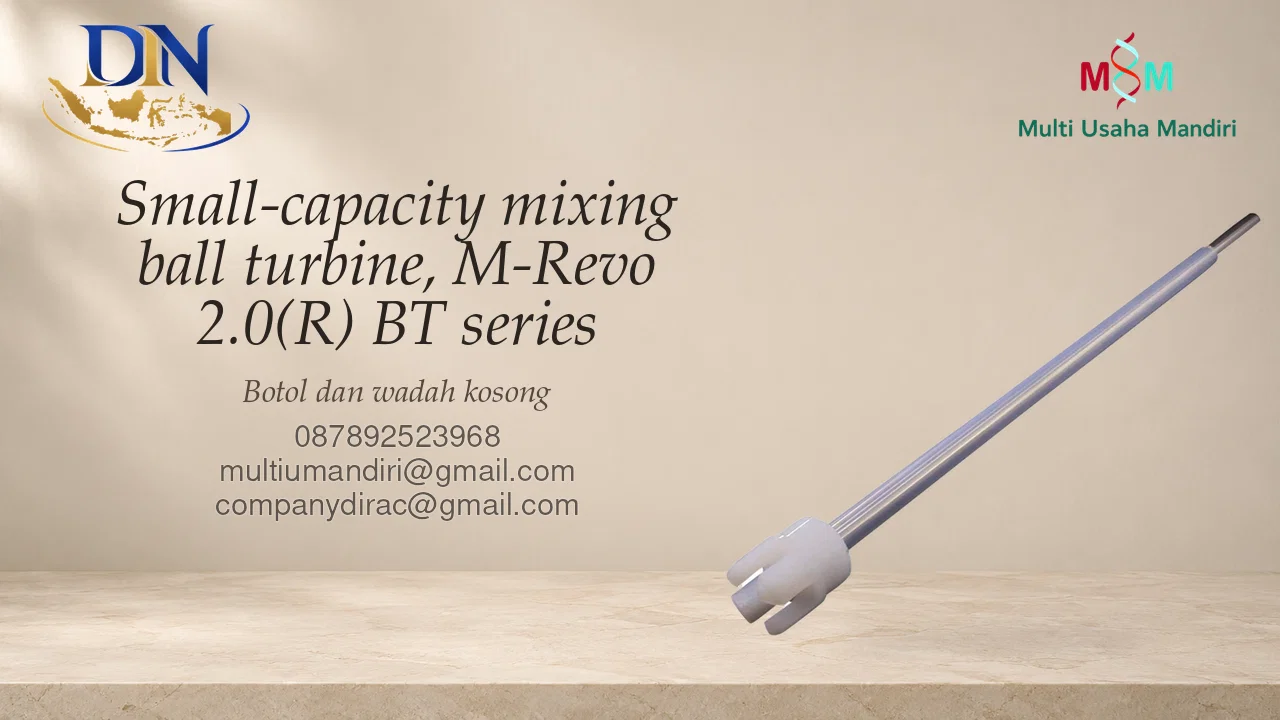 DN
M M
Multi Usaha Mandiri
Small-capacity mixing
ball turbine, M-Revo
2.0(R) BT series
Botol dan wadah kosong
087892523968
multiumandiri@gmail.com
companydirac@gmail.com